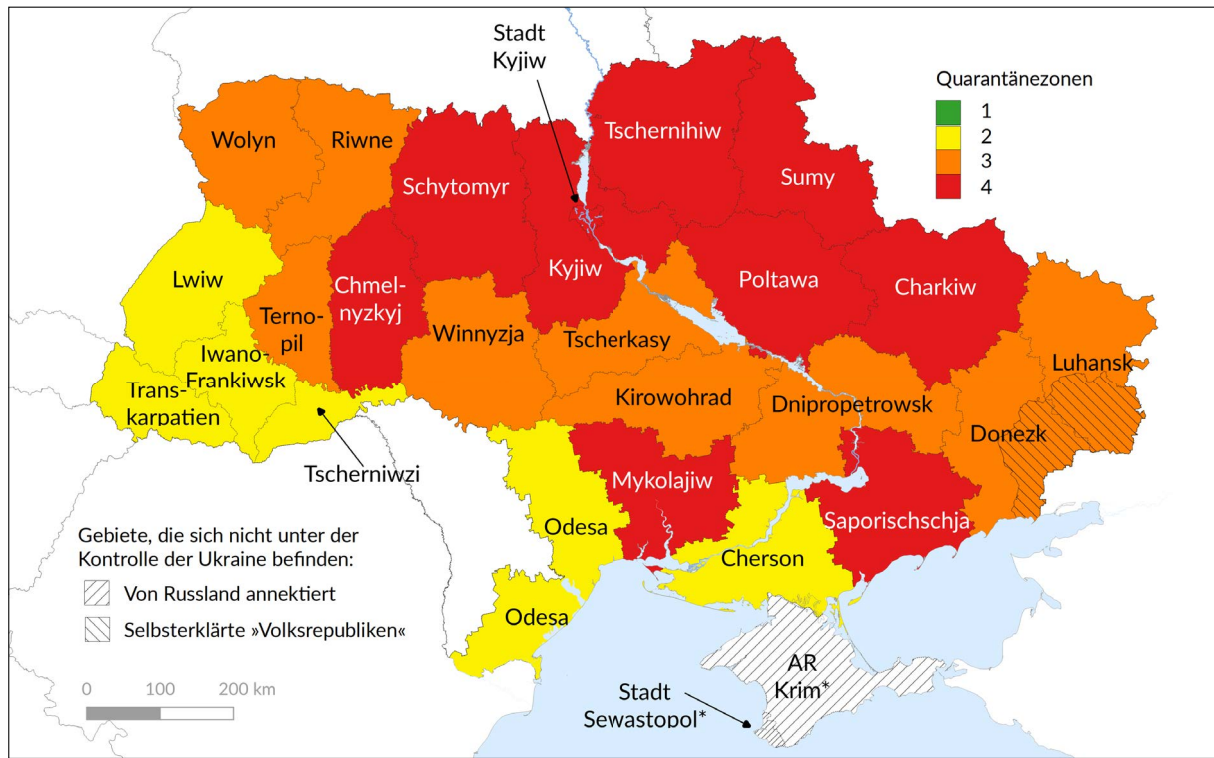 Stadt
Kyjiw
Quarantänezonen
1
2
3
4
Wolyn
Riwne
Tschernihiw
Schytomyr
Sumy
Lwiw
Kyjiw
Poltawa
Charkiw
Chmel-
nyzkyj
Terno-
pil
Winnyzja
Tscherkasy
Luhansk
Iwano-
Frankiwsk
Trans-
karpatien
Kirowohrad
Dnipropetrowsk
Donezk
Tscherniwzi
Mykolajiw
Saporischschja
Odesa
Cherson
Odesa
Gebiete, die sich nicht unter der
Kontrolle der Ukraine befinden:
Von Russland annektiert
Selbsterklärte »Volksrepubliken«
0 100 200 km
AR
Krim*
Stadt
Sewastopol*